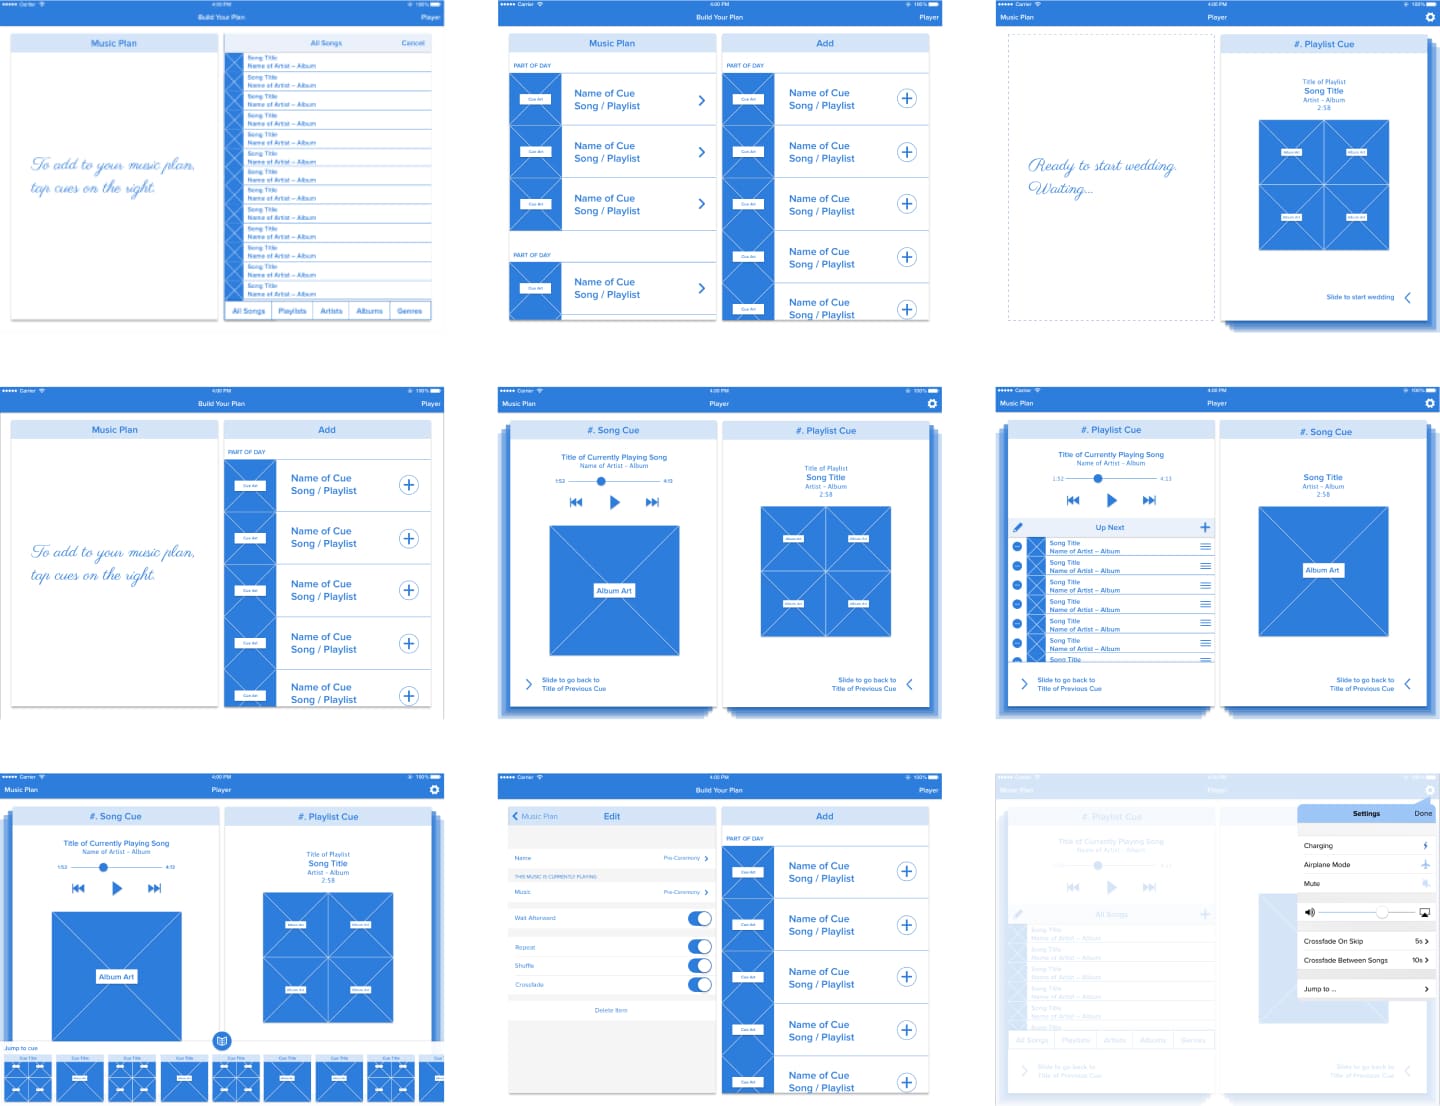 Carrier 4:00 PM 100%
Build Your Plan Player
Music Plan
To add to your music plan,
tap cues on the right.
All Songs Cancel
Song Title
Name of Artist – Album
Song Title
Name of Artist – Album
Song Title
Name of Artist – Album
Song Title
Name of Artist – Album
Song Title
Name of Artist – Album
Song Title
Name of Artist – Album
Song Title
Name of Artist – Album
Song Title
Name of Artist – Album
Song Title
Name of Artist – Album
Song Title
Name of Artist – Album
Song Title
Name of Artist – Album
Song Title
Name of Artist – Album
Song Title
Name of Artist – Album
All Songs Playlists Artists Albums Genres
Carrier 4:00 PM 100%
Build Your Plan Player
Music Plan
PART OF DAY
Cue Art
Name of Cue
Song / Playlist
Cue Art
Name of Cue
Song / Playlist
Cue Art
Name of Cue
Song / Playlist
PART OF DAY
Cue Art
Name of Cue
Song / Playlist
Add
PART OF DAY
Cue Art
Name of Cue
Song / Playlist
Cue Art
Name of Cue
Song / Playlist
Cue Art
Name of Cue
Song / Playlist
Cue Art
Name of Cue
Song / Playlist
Cue Art
Name of Cue
Song / Playlist
Carrier 4:00 PM 100%
Music Plan Player
Ready to start wedding.
Waiting...
#. Playlist Cue
Title of Playlist
Song Title
Artist – Album
2:58
Album Art Album Art
Album Art Album Art
Slide to start wedding
Carrier 4:00 PM 100%
Build Your Plan Player
Music Plan
To add to your music plan,
tap cues on the right.
Add
PART OF DAY
Cue Art
Name of Cue
Song / Playlist
Cue Art
Name of Cue
Song / Playlist
Cue Art
Name of Cue
Song / Playlist
Cue Art
Name of Cue
Song / Playlist
Cue Art
Name of Cue
Song / Playlist
Carrier 4:00 PM 100%
Music Plan Player
#. Song Cue
Title of Currently Playing Song
Name of Artist - Album
1:52 4:13
Album Art
Slide to go back to
Title of Previous Cue
#. Playlist Cue
Title of Playlist
Song Title
Artist – Album
2:58
Album Art Album Art
Album Art Album Art
Slide to go back to
Title of Previous Cue
Carrier 4:00 PM 100%
Music Plan Player
#. Playlist Cue
Title of Currently Playing Song
Name of Artist - Album
1:52 4:13
Up Next
Song Title
Name of Artist – Album
Song Title
Name of Artist – Album
Song Title
Name of Artist – Album
Song Title
Name of Artist – Album
Song Title
Name of Artist – Album
Song Title
Name of Artist – Album
Song Title
Slide to go back to
Title of Previous Cue
#. Song Cue
Song Title
Artist – Album
2:58
Album Art
Slide to go back to
Title of Previous Cue
Carrier 4:00 PM 100%
Music Plan Player
#. Song Cue
Title of Currently Playing Song
Name of Artist - Album
1:52 4:13
Album Art
#. Playlist Cue
Title of Playlist
Song Title
Artist – Album
2:58
Album Art Album Art
Album Art Album Art
Jump to cue
Cue Title Cue Title Cue Title Cue Title Cue Title Cue Title Cue Title Cue Title Cue
Carrier 4:00 PM 100%
Build Your Plan Player
Music Plan Edit
Name Pre-Ceremony
THIS MUSIC IS CURRENTLY PLAYING
Music Pre-Ceremony
Wait Afterward
Repeat
Shuffle
Crossfade
Delete Item
Add
PART OF DAY
Cue Art
Name of Cue
Song / Playlist
Cue Art
Name of Cue
Song / Playlist
Cue Art
Name of Cue
Song / Playlist
Cue Art
Name of Cue
Song / Playlist
Cue Art
Name of Cue
Song / Playlist
Carrier 4:00 PM 100%
Music Plan Player
#. Playlist Cue
Title of Currently Playing Song
Name of Artist - Album
1:52 4:13
All Songs
Song Title
Name of Artist – Album
Song Title
Name of Artist – Album
Song Title
Name of Artist – Album
Song Title
Name of Artist – Album
Song Title
Name of Artist – Album
Song Title
All Songs Playlists Artists Albums Genres
Slide to go back to
Title of Previous Cue
Slide to go back to
Title of Previous Cue
Settings Done
Charging
Airplane Mode
Mute
Crossfade On Skip 5s
Crossfade Between Songs 10s
Jump to ...